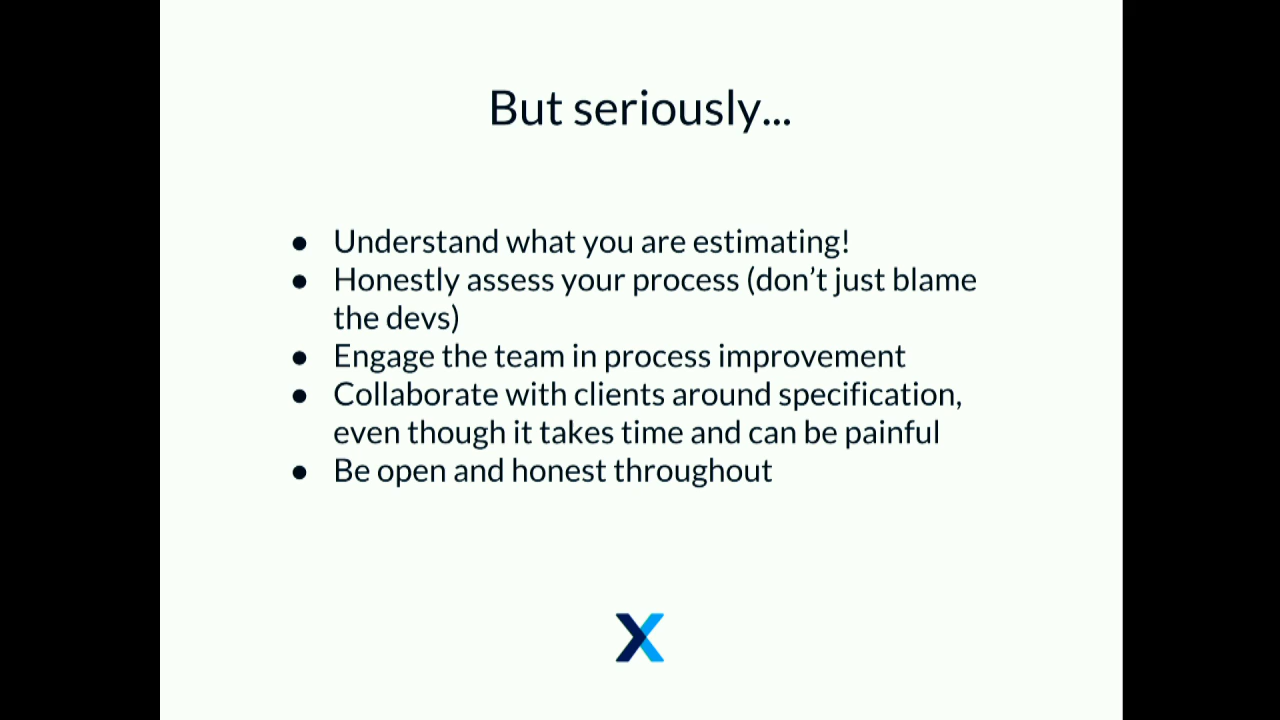 But seriously...
● Understand what you are estimating!
● Honestly assess your process (don't just blame
the devs)
● Engage the team in process improvement
● Collaborate with clients around specification,
even though it takes time and can be painful
● Be open and honest throughout